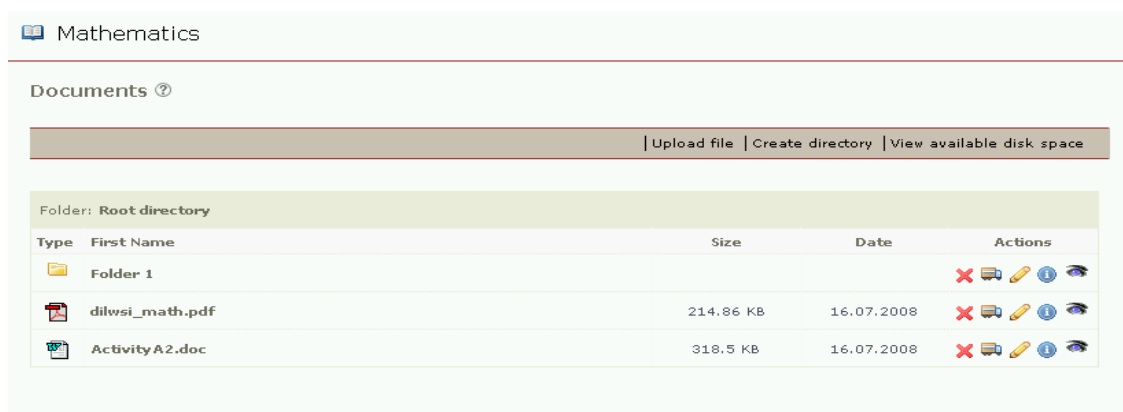 Mathematics
Documents ?
|Upload file |Create directory |View available disk space
Folder: Root directory
Type First Name Size Date Actions
Folder 1
dilwsi_math.pdf 214.86 KB 16.07.2008
Activity A2.doc 318.5 KB 16.07.2008